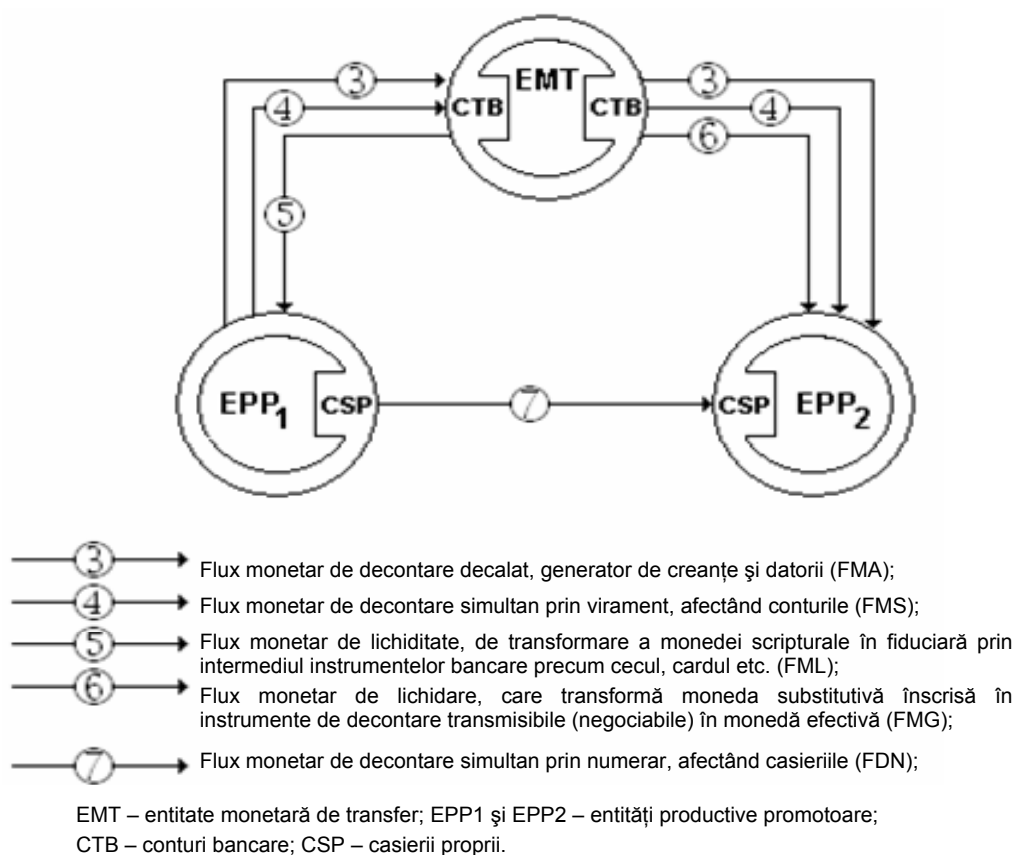 3 3
EMT
4 CTB CTB 4
6
5
EPP1 CSP 7 CSP EPP2
3 Flux monetar de decontare decalat, generator de creanțe şi datorii (FMA);
4 Flux monetar de decontare simultan prin virament, afectând conturile (FMS);
5 Flux monetar de lichiditate, de transformare a monedei scripturale în fiduciară prin
intermediul instrumentelor bancare precum cecul, cardul etc. (FML);
6 Flux monetar de lichidare, care transformă moneda substitutivă înscrisă în
instrumente de decontare transmisibile (negociabile) în monedă efectivă (FMG);
7 Flux monetar de decontare simultan prin numerar, afectând casieriile (FDN);
EMT – entitate monetară de transfer; EPP1 şi EPP2 – entități productive promotoare;
CTB – conturi bancare; CSP – casierii proprii.